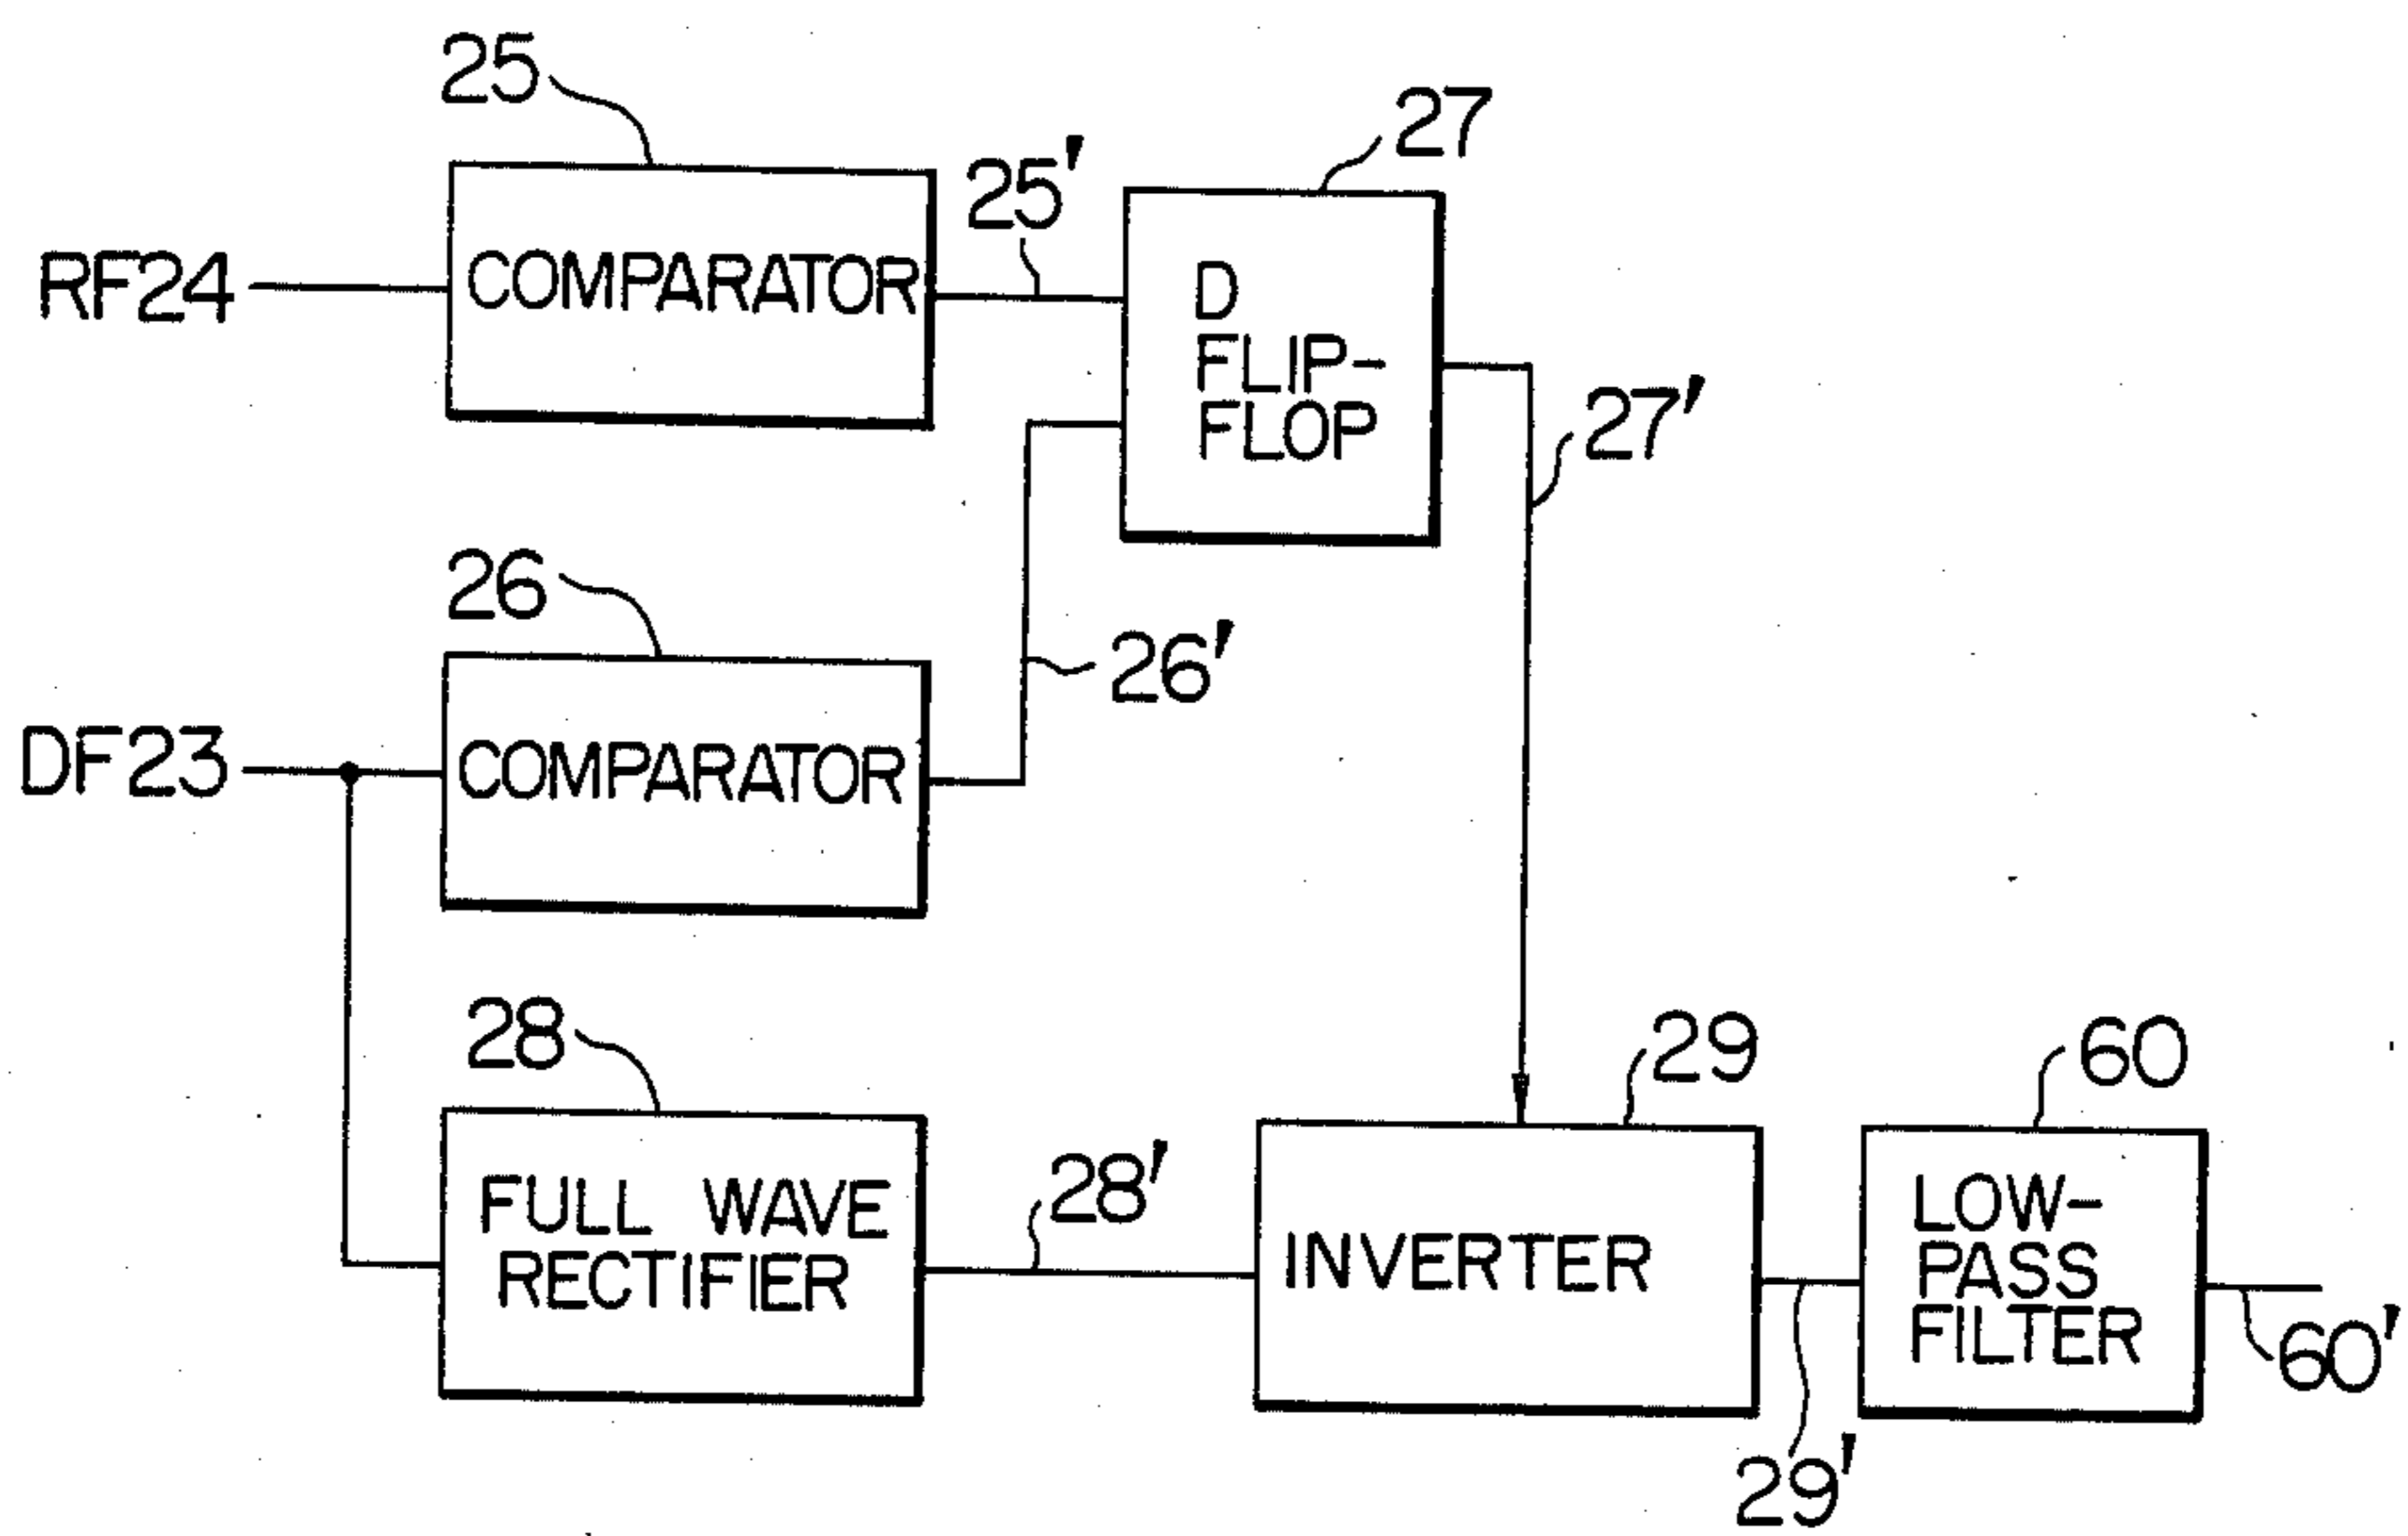 25
25'
27
RF24
COMPARATOR
D
FLIP-
FLOP
27'
26
26'
DF23
COMPARATOR
28
29
60
28'
FULL WAVE
RECTIFIER
INVERTER
LOW-
PASS
FILTER
60'
29'